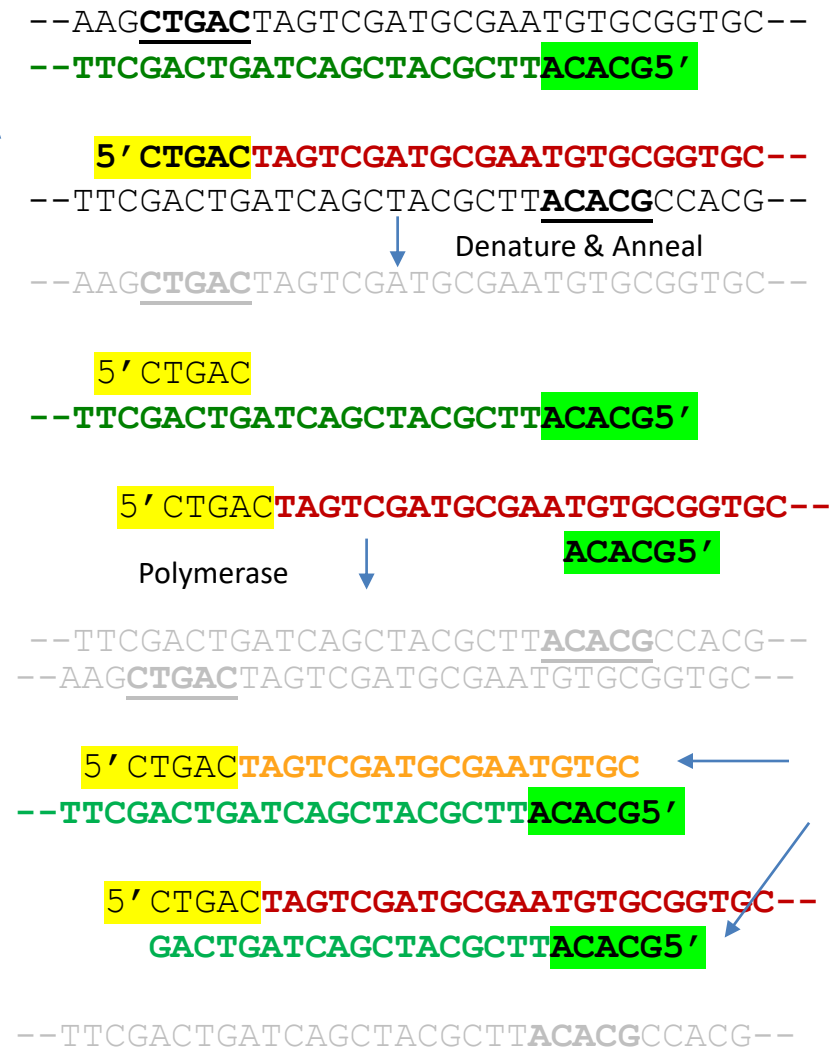 --AAGCTGACTAGTCGATGCGAATGTGCGGTGC--
--TTCGACTGATCAGCTACGCTTACACG5′
5′CTGACTAGTCGATGCGAATGTGCGGTGC--
--TTCGACTGATCAGCTACGCTTACACGCCACG--
Denature & Anneal
--AAGCTGACTAGTCGATGCGAATGTGCGGTGC--
5′CTGAC
--TTCGACTGATCAGCTACGCTTACACG5′
5′CTGACTAGTCGATGCGAATGTGCGGTGC--
ACACG5′
Polymerase
--TTCGACTGATCAGCTACGCTTACACGCCACG--
--AAGCTGACTAGTCGATGCGAATGTGCGGTGC--
5′CTGACTAGTCGATGCGAATGTGC
--TTCGACTGATCAGCTACGCTTACACG5′
5′CTGACTAGTCGATGCGAATGTGCGGTGC--
GACTGATCAGCTACGCTTACACG5′
--TTCGACTGATCAGCTACGCTTACACGCCACG--